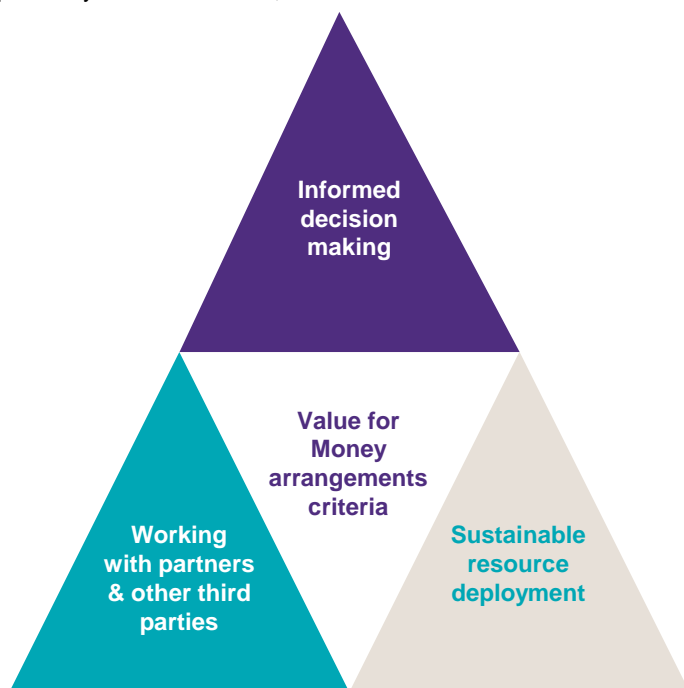 Informed
decision
making
Value for
Money
arrangements
criteria
Working
with partners
& other third
parties
Sustainable
resource
deployment